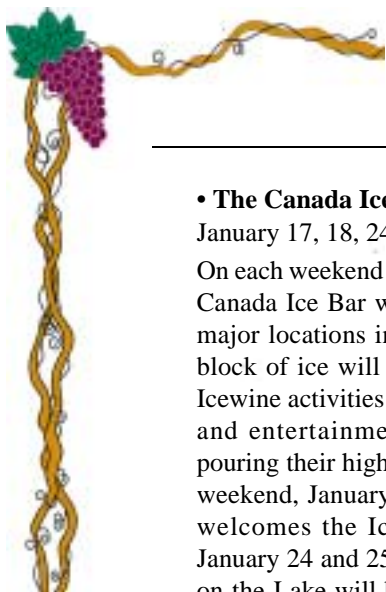 • The Canada Ice
January 17, 18, 24
On each weekend
Canada Ice Bar w
major locations i
block of ice will
Icewine activities
and entertainme
pouring their high
weekend, January
welcomes the Ic
January 24 and 25
on the Lake will